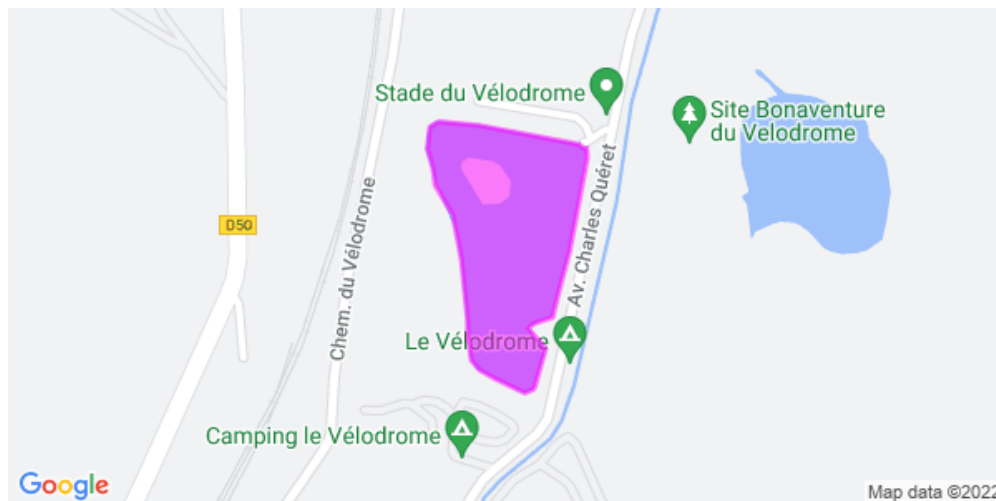 Stade du Vélodrome
Site Bonaventure
du Velodrome
D50
Chem. du Vélodrome
Av. Charles Quéret
Le Vélodrome
Camping le Vélodrome
Google
Map data ©2022